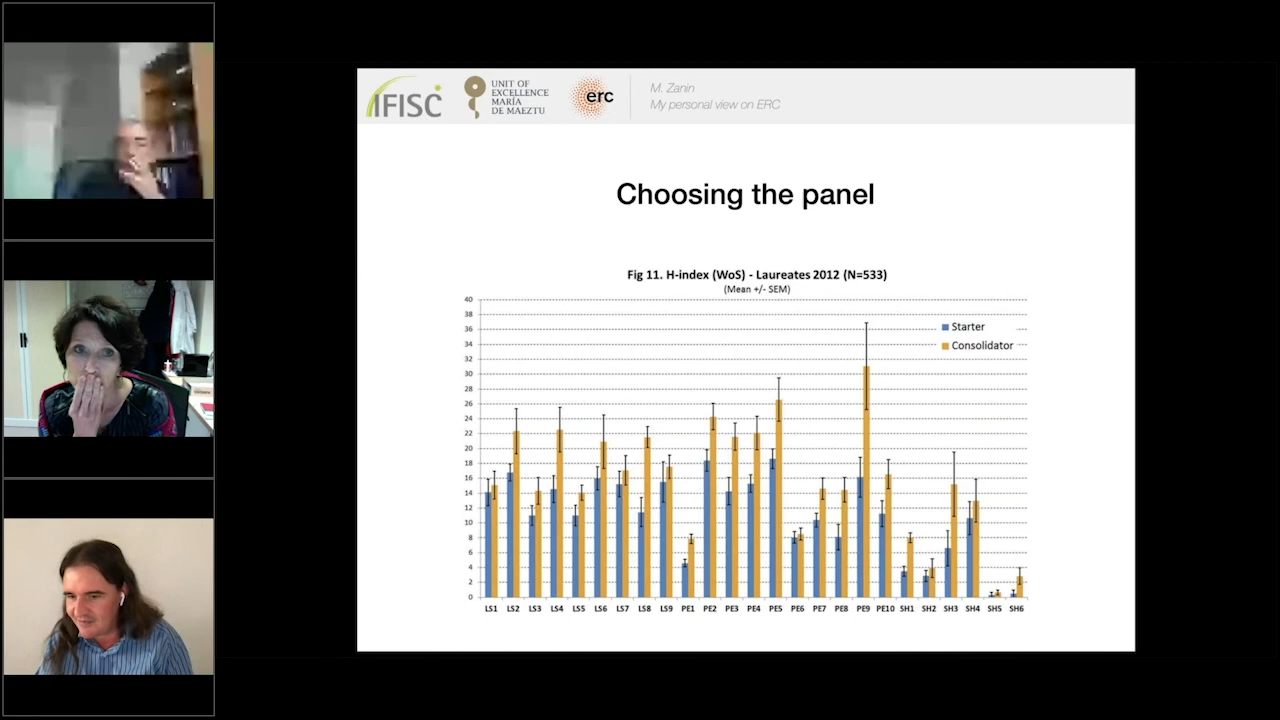 IFISC
UNIT OF
EXCELLENCE
MARÍA
DE MAEZTU
erc
M. Zanin
My personal view on ERC
Choosing the panel
Fig 11. H-index (WoS) - Laureates 2012 (N=533)
(Mean +/- SEM)
40
38
36
34
32
30
28
26
24
22
20
18
16
14
12
10
8
6
4
2
0
Starter
Consolidator
LS1 LS2 LS3 LS4 LS5 LS6 LS7 LS8 LS9 PE1 PE2 PE3 PE4 PE5 PE6 PE7 PE8 PE9 PE10 SH1 SH2 SH3 SH4 SH5 SH6